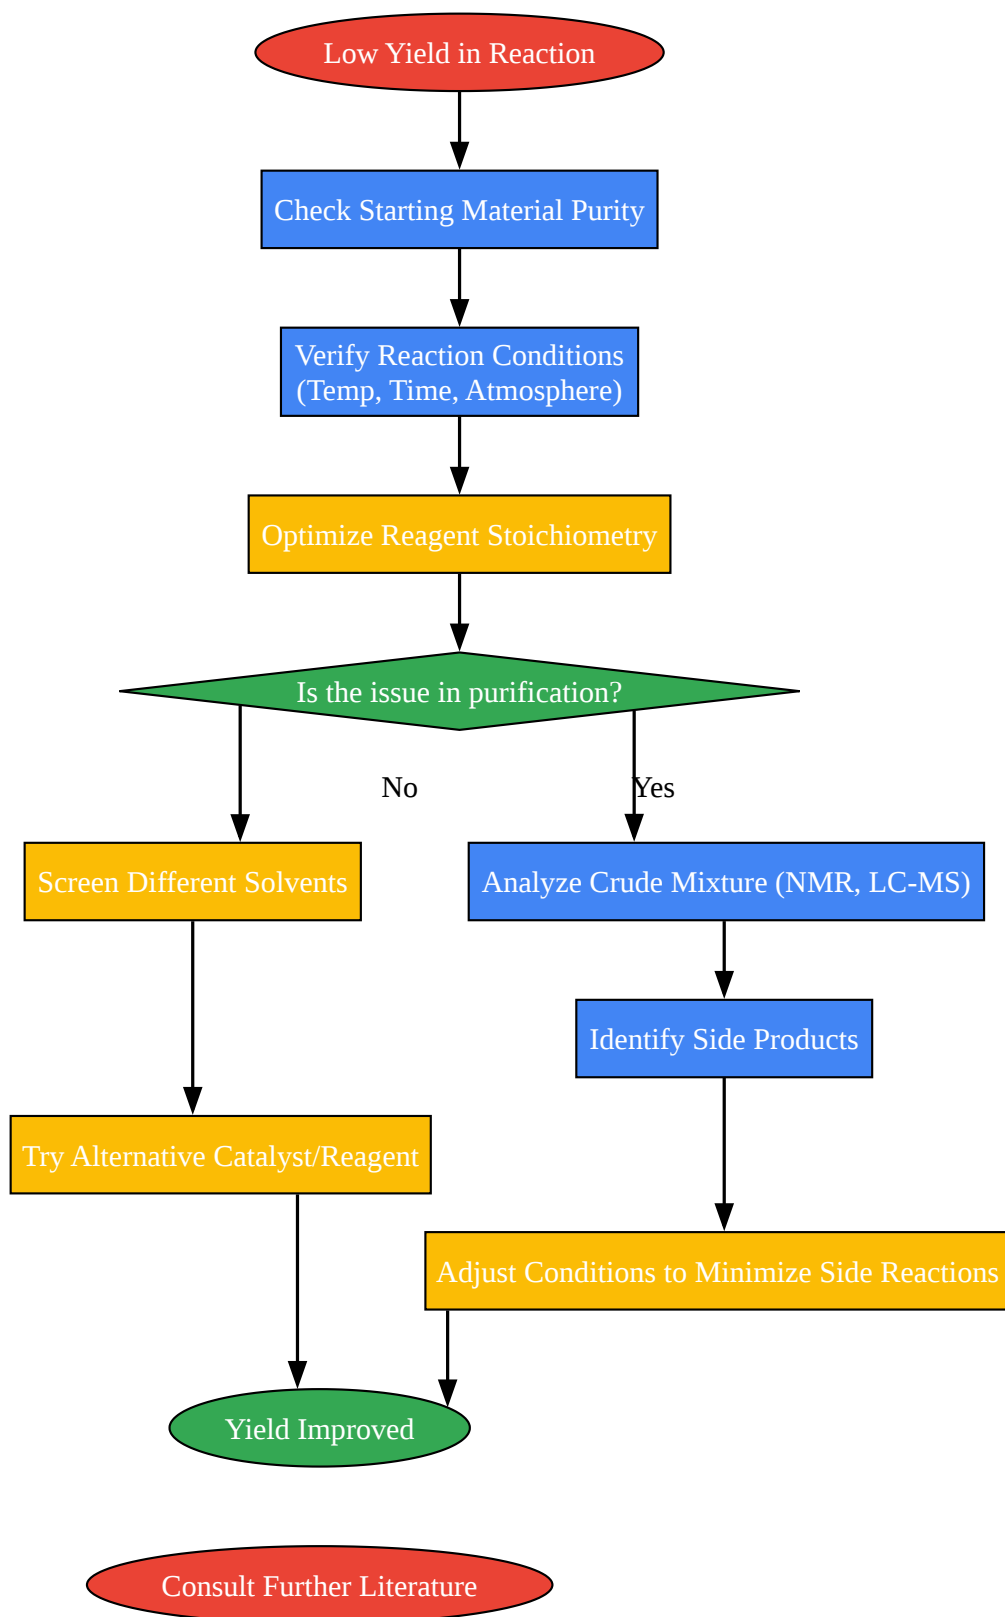 Low Yield in Reaction
Check Starting Material Purity
Verify Reaction Conditions
(Temp, Time, Atmosphere)
Optimize Reagent Stoichiometry
Is the issue in purification?
No
Yes
Screen Different Solvents
Analyze Crude Mixture (NMR, LC-MS)
Identify Side Products
Try Alternative Catalyst/Reagent
Adjust Conditions to Minimize Side Reactions
Yield Improved
Consult Further Literature